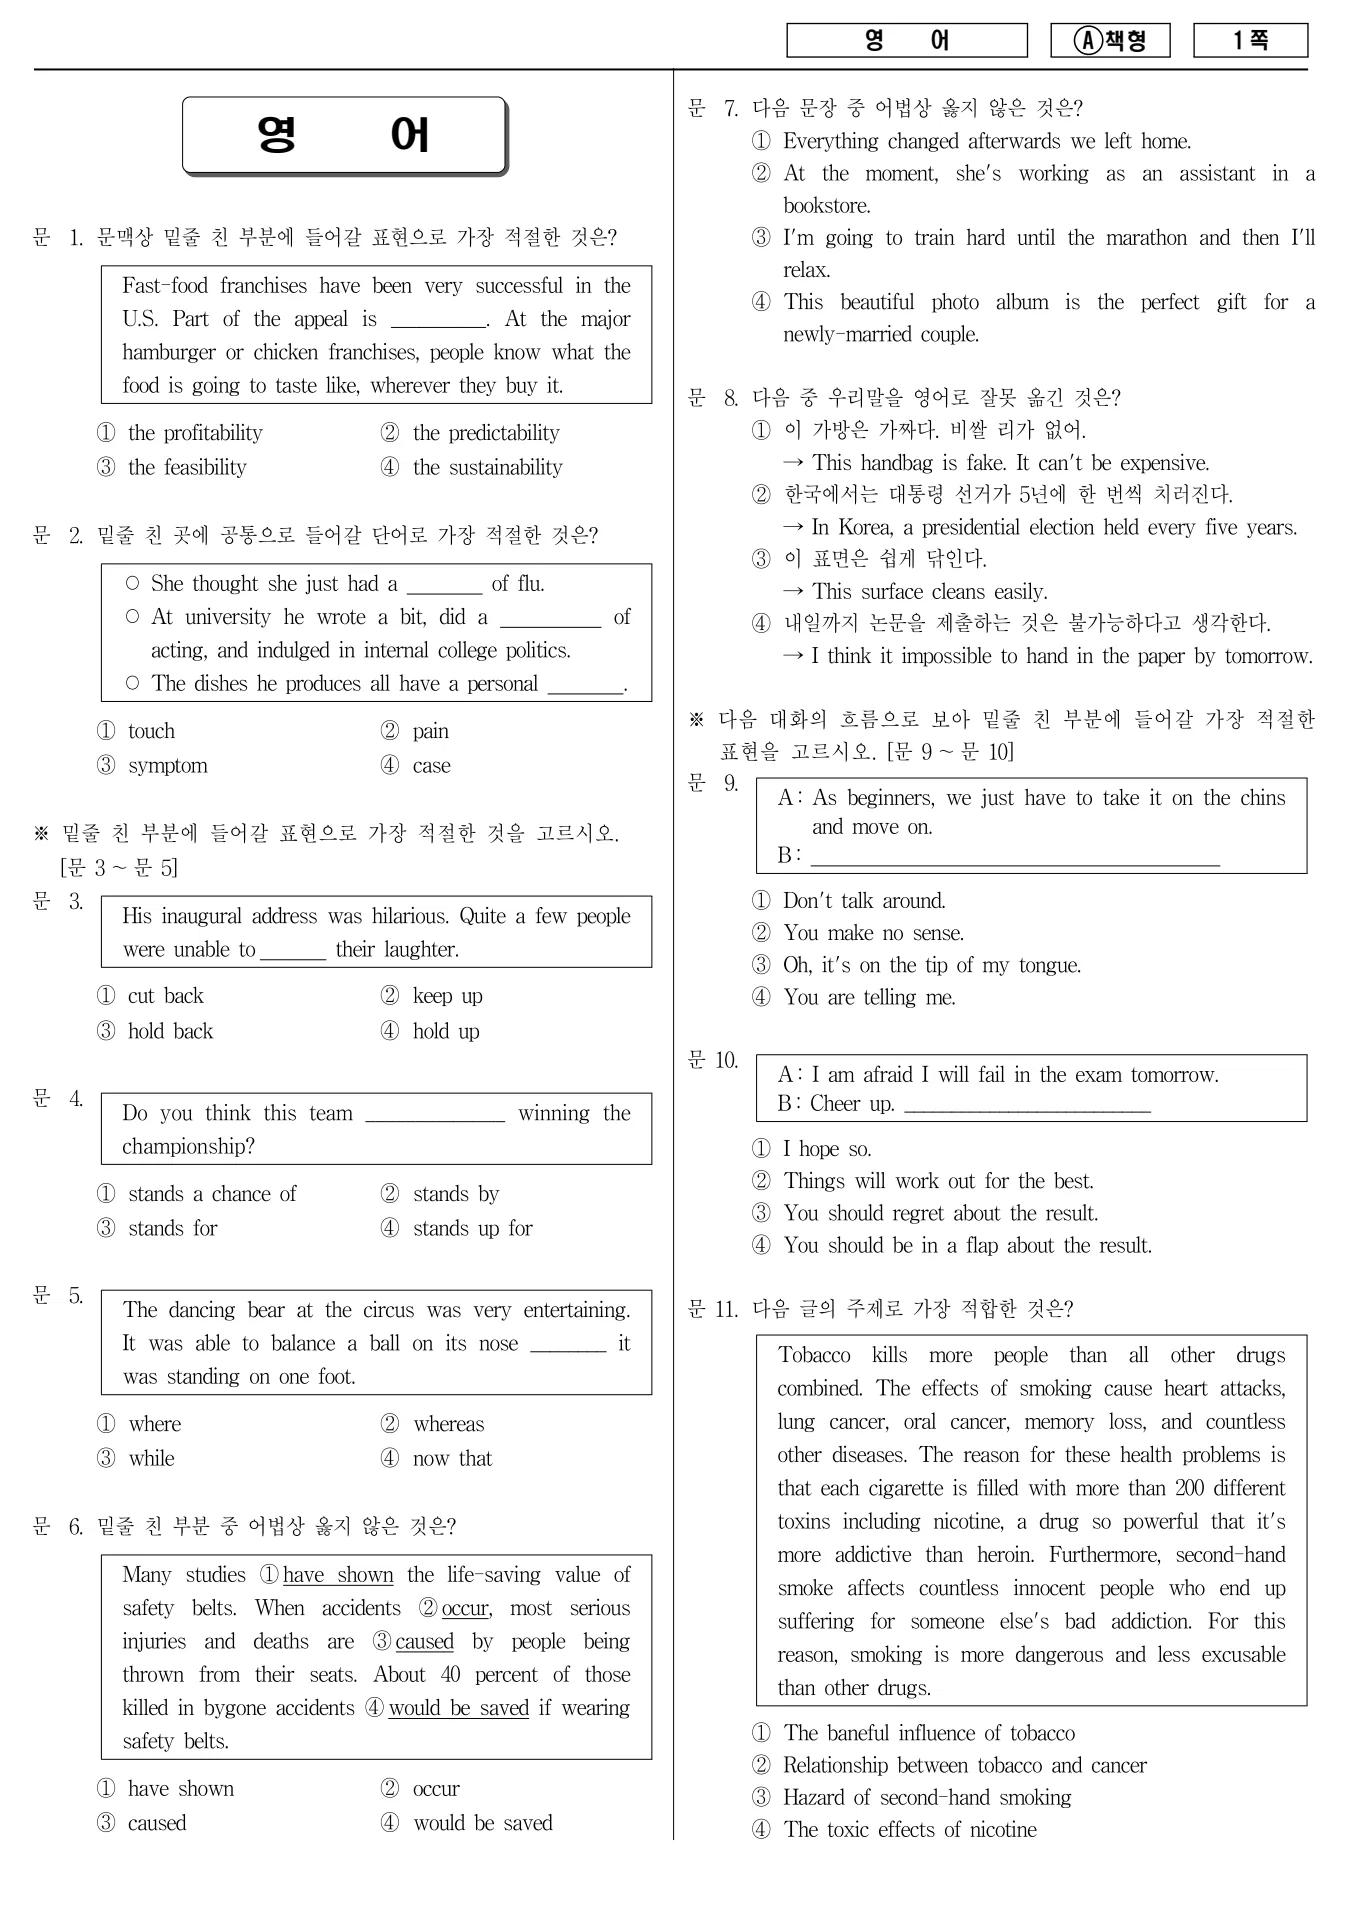 영 어
Ⓐ책형
1 쪽
영 어
문 1. 문맥상 밑줄 친 부분에 들어갈 표현으로 가장 적절한 것은?
Fast-food franchises have been very successful in the
U.S. Part of the appeal is _________. At the major
hamburger or chicken franchises, people know what the
food is going to taste like, wherever they buy it.
① the profitability ② the predictability
③ the feasibility ④ the sustainability
문 2. 밑줄 친 곳에 공통으로 들어갈 단어로 가장 적절한 것은?
○ She thought she just had a _______ of flu.
○ At university he wrote a bit, did a _________ of
acting, and indulged in internal college politics.
○ The dishes he produces all have a personal _______.
① touch ② pain
③ symptom ④ case
※ 밑줄 친 부분에 들어갈 표현으로 가장 적절한 것을 고르시오.
[문 3 ~ 문 5]
문 3.
His inaugural address was hilarious. Quite a few people
were unable to ______ their laughter.
① cut back ② keep up
③ hold back ④ hold up
문 4.
Do you think this team _____________ winning the
championship?
① stands a chance of ② stands by
③ stands for ④ stands up for
문 5.
The dancing bear at the circus was very entertaining.
It was able to balance a ball on its nose _______ it
was standing on one foot.
① where ② whereas
③ while ④ now that
문 6. 밑줄 친 부분 중 어법상 옳지 않은 것은?
Many studies ①have shown the life-saving value of
safety belts. When accidents ②occur, most serious
injuries and deaths are ③caused by people being
thrown from their seats. About 40 percent of those
killed in bygone accidents ④would be saved if wearing
safety belts.
① have shown ② occur
③ caused ④ would be saved
문 7. 다음 문장 중 어법상 옳지 않은 것은?
① Everything changed afterwards we left home.
② At the moment, she's working as an assistant in a
bookstore.
③ I'm going to train hard until the marathon and then I'll
relax.
④ This beautiful photo album is the perfect gift for a
newly-married couple.
문 8. 다음 중 우리말을 영어로 잘못 옮긴 것은?
① 이 가방은 가짜다. 비쌀 리가 없어.
→ This handbag is fake. It can't be expensive.
② 한국에서는 대통령 선거가 5년에 한 번씩 치러진다.
→ In Korea, a presidential election held every five years.
③ 이 표면은 쉽게 닦인다.
→ This surface cleans easily.
④ 내일까지 논문을 제출하는 것은 불가능하다고 생각한다.
→ I think it impossible to hand in the paper by tomorrow.
※ 다음 대화의 흐름으로 보아 밑줄 친 부분에 들어갈 가장 적절한
표현을 고르시오. [문 9 ~ 문 10]
문 9.
A : As beginners, we just have to take it on the chins
and move on.
B : ______________________________________
① Don't talk around.
② You make no sense.
③ Oh, it's on the tip of my tongue.
④ You are telling me.
문 10.
A : I am afraid I will fail in the exam tomorrow.
B : Cheer up. _______________________
① I hope so.
② Things will work out for the best.
③ You should regret about the result.
④ You should be in a flap about the result.
문 11. 다음 글의 주제로 가장 적합한 것은?
Tobacco kills more people than all other drugs
combined. The effects of smoking cause heart attacks,
lung cancer, oral cancer, memory loss, and countless
other diseases. The reason for these health problems is
that each cigarette is filled with more than 200 different
toxins including nicotine, a drug so powerful that it's
more addictive than heroin. Furthermore, second-hand
smoke affects countless innocent people who end up
suffering for someone else's bad addiction. For this
reason, smoking is more dangerous and less excusable
than other drugs.
① The baneful influence of tobacco
② Relationship between tobacco and cancer
③ Hazard of second-hand smoking
④ The toxic effects of nicotine